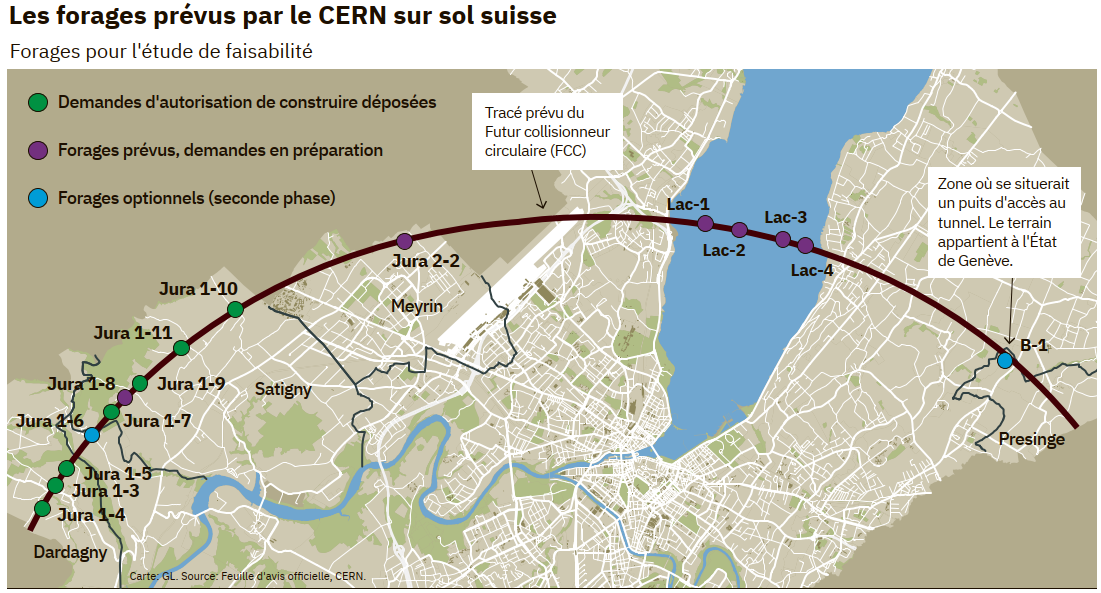 Les forages prévus par le CERN sur sol suisse
Forages pour l'étude de faisabilité
Demandes d'autorisation de construire déposées
Forages prévus, demandes en préparation
Forages optionnels (seconde phase)
Tracé prévu du
Futur collisionneur
circulaire (FCC)
Zone où se situerait
un puits d'accès au
tunnel. Le terrain
appartient à l'État
de Genève.
Lac-1
Lac-2
Lac-3
Lac-4
Jura 2-2
Jura 1-10
Meyrin
Jura 1-11
B-1
Jura 1-8
Jura 1-9
Satigny
Jura 1-6
Jura 1-7
Presinge
Jura 1-5
Jura 1-3
Jura 1-4
Dardagny
Carte: GL. Source: Feuille d'avis officielle, CERN.